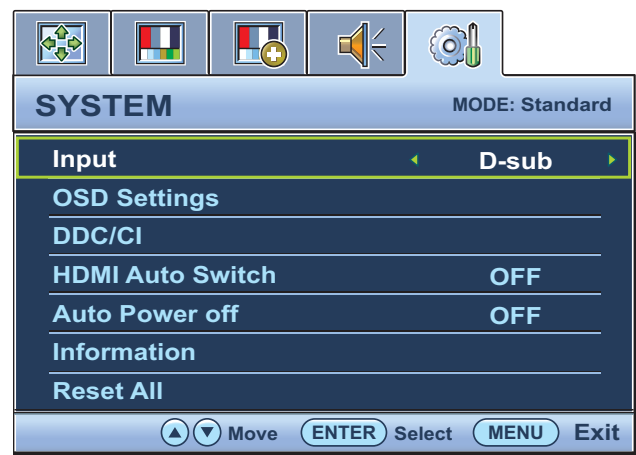 SYSTEM MODE: Standard
Input D-sub
OSD Settings
DDC/CI
HDMI Auto Switch OFF
Auto Power off OFF
Information
Reset All
Move ENTER Select MENU Exit